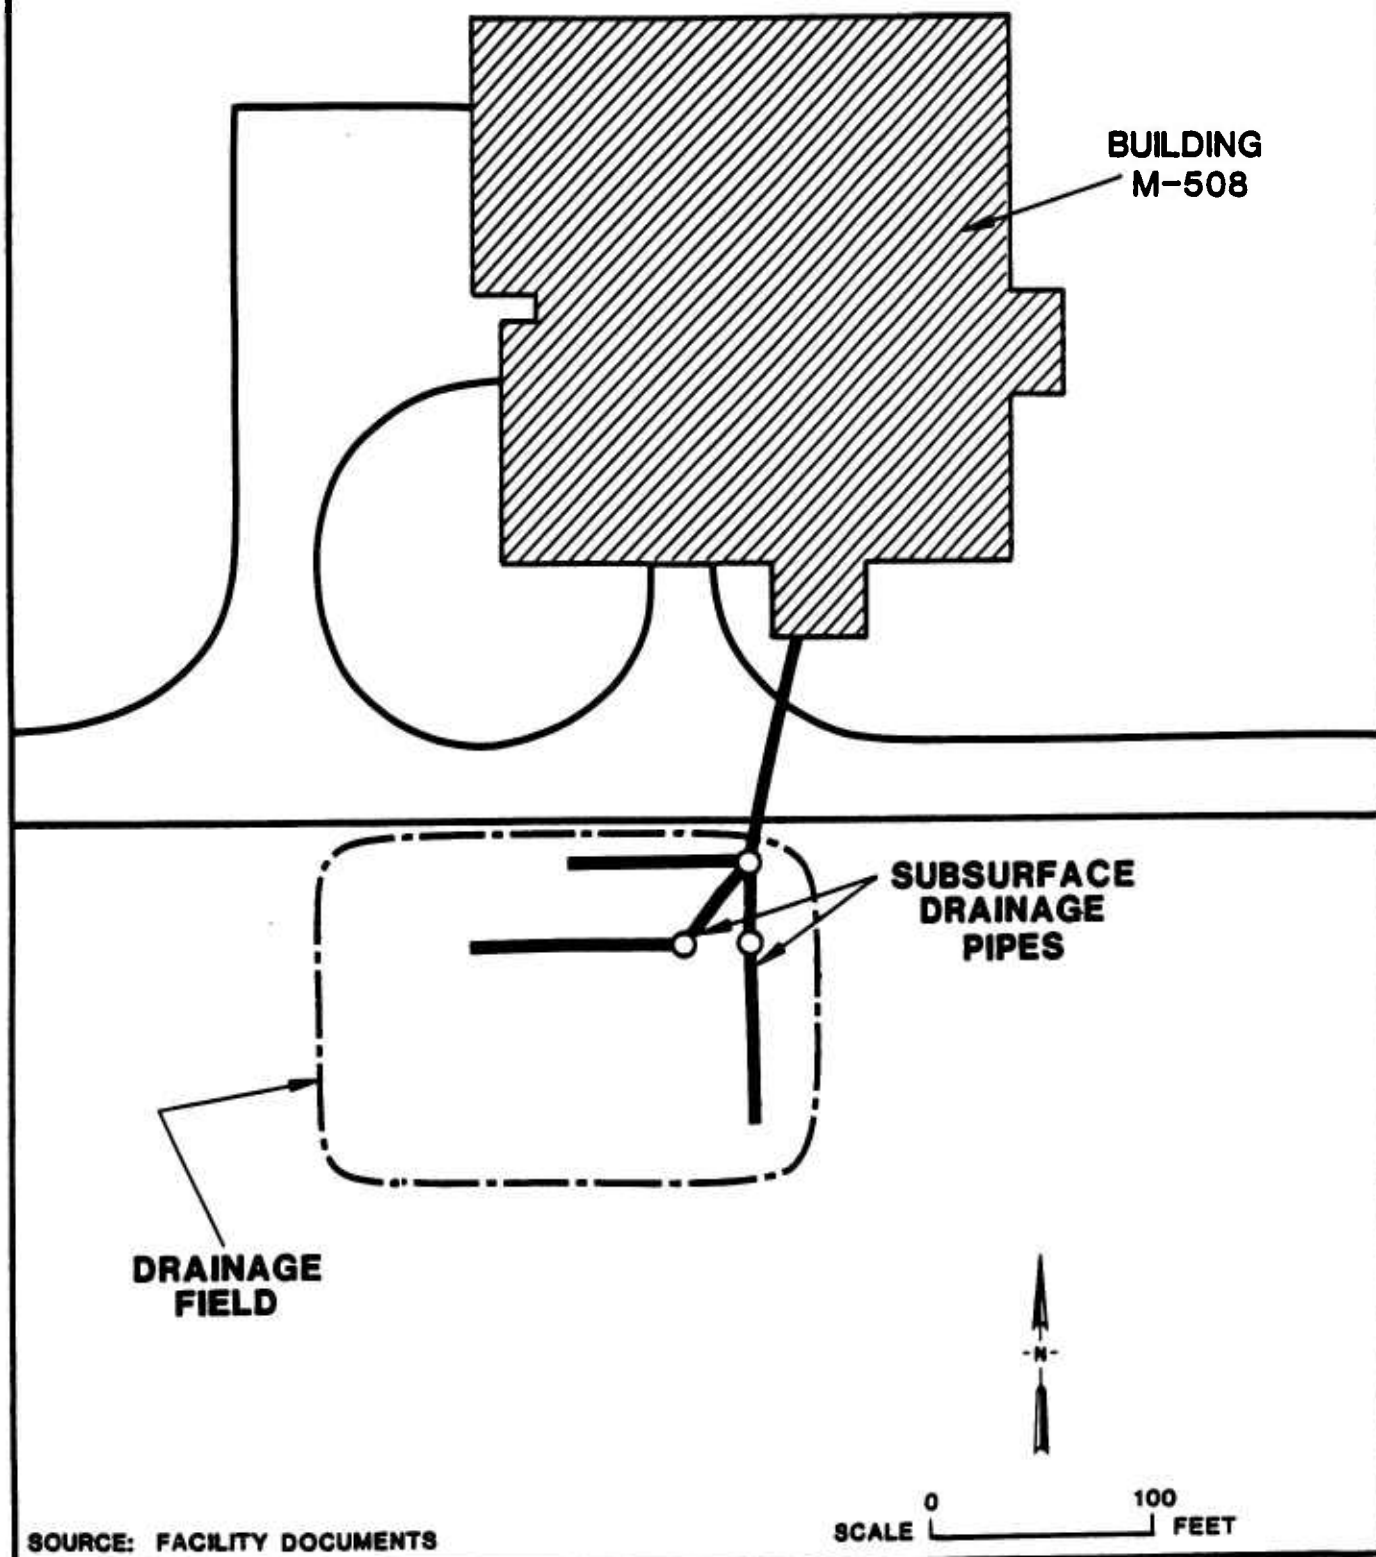 BUILDING
M-508
SUBSURFACE
DRAINAGE
PIPES
DRAINAGE
FIELD
-N-
0 100
SCALE FEET
SOURCE: FACILITY DOCUMENTS